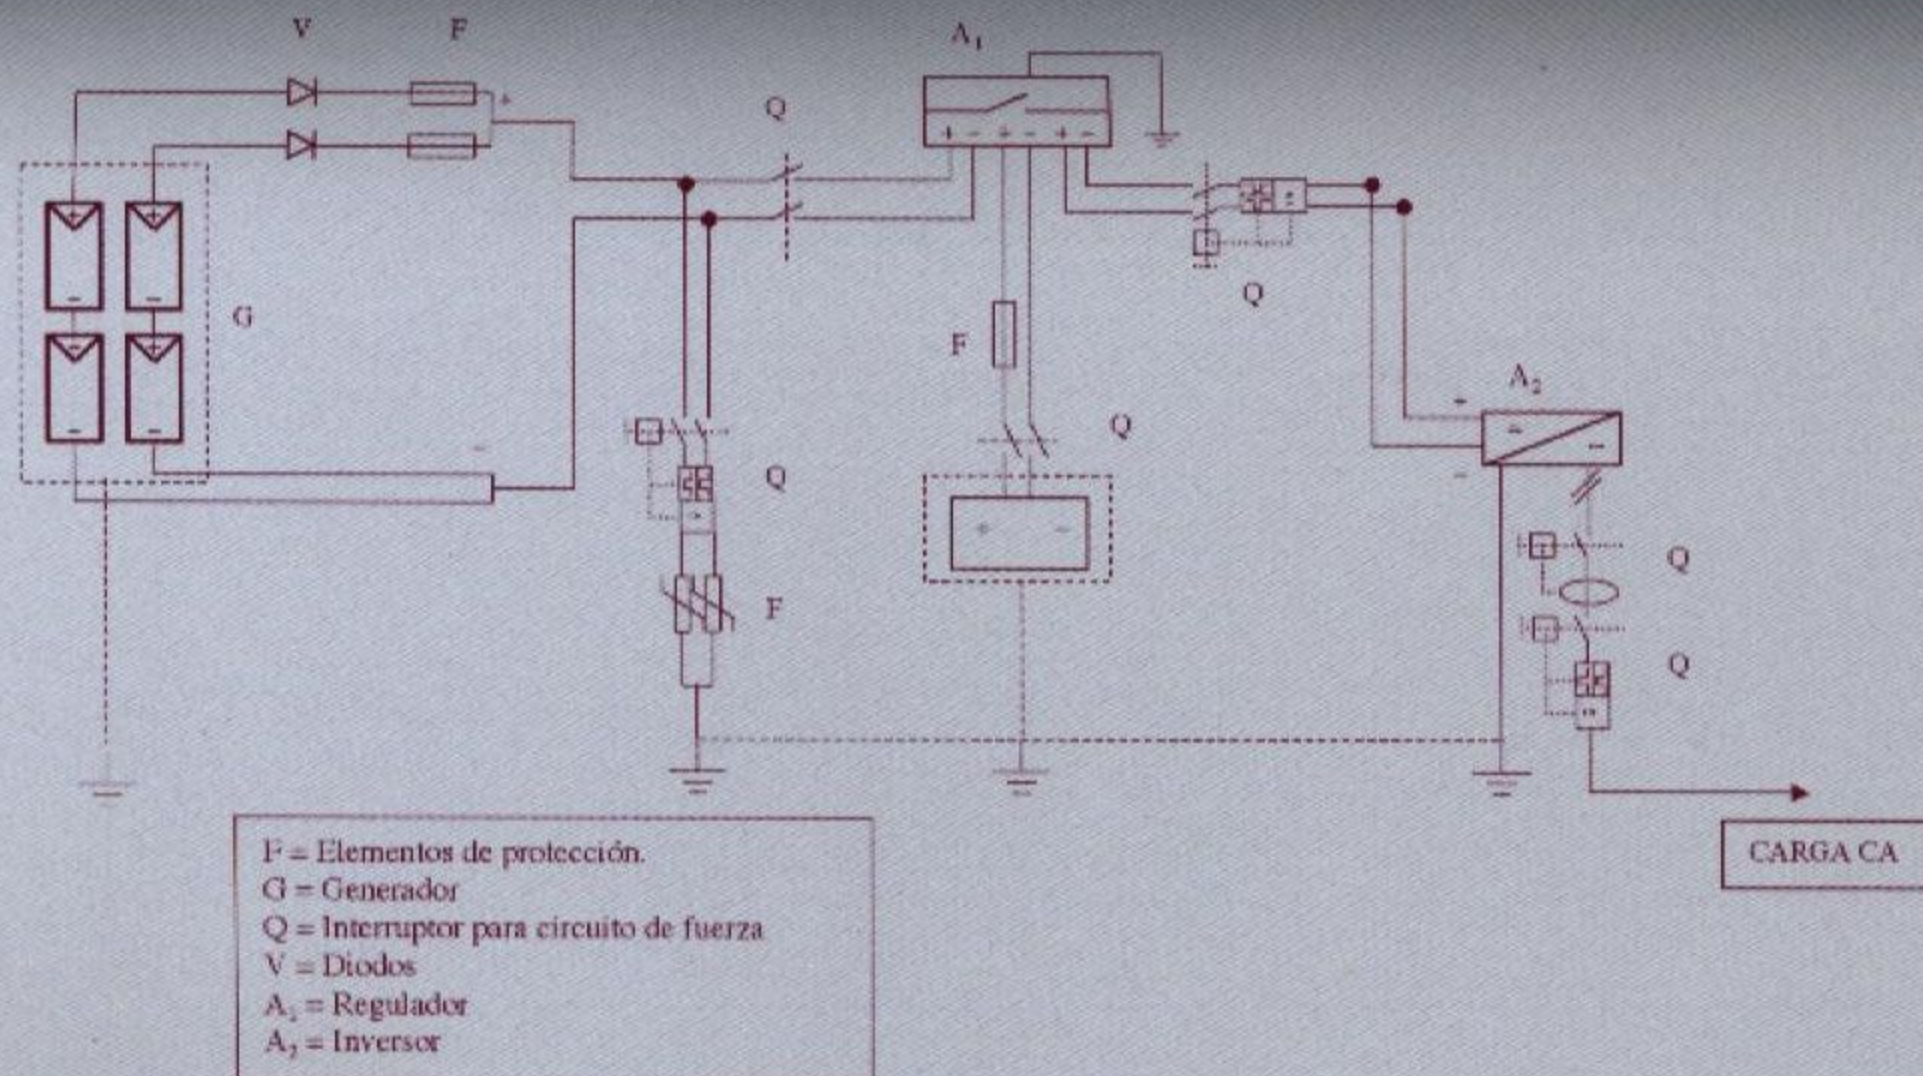 V F
A₁
Q
G
Q
F
Q
A₂
Q
F
Q
Q
CARGA CA
F = Elementos de protección.
G = Generador
Q = Interruptor para circuito de fuerza
V = Diodos
A₁ = Regulador
A₂ = Inversor